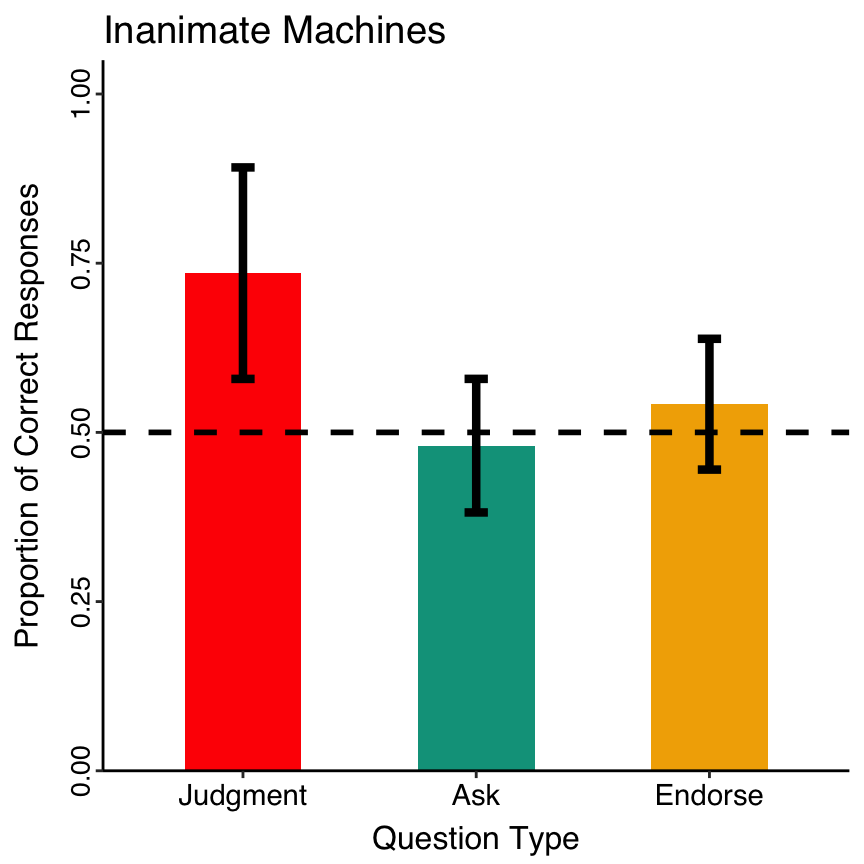 Inanimate Machines
Proportion of Correct Responses
1.00
0.75
0.50
0.25
0.00
Judgment Ask Endorse
Question Type